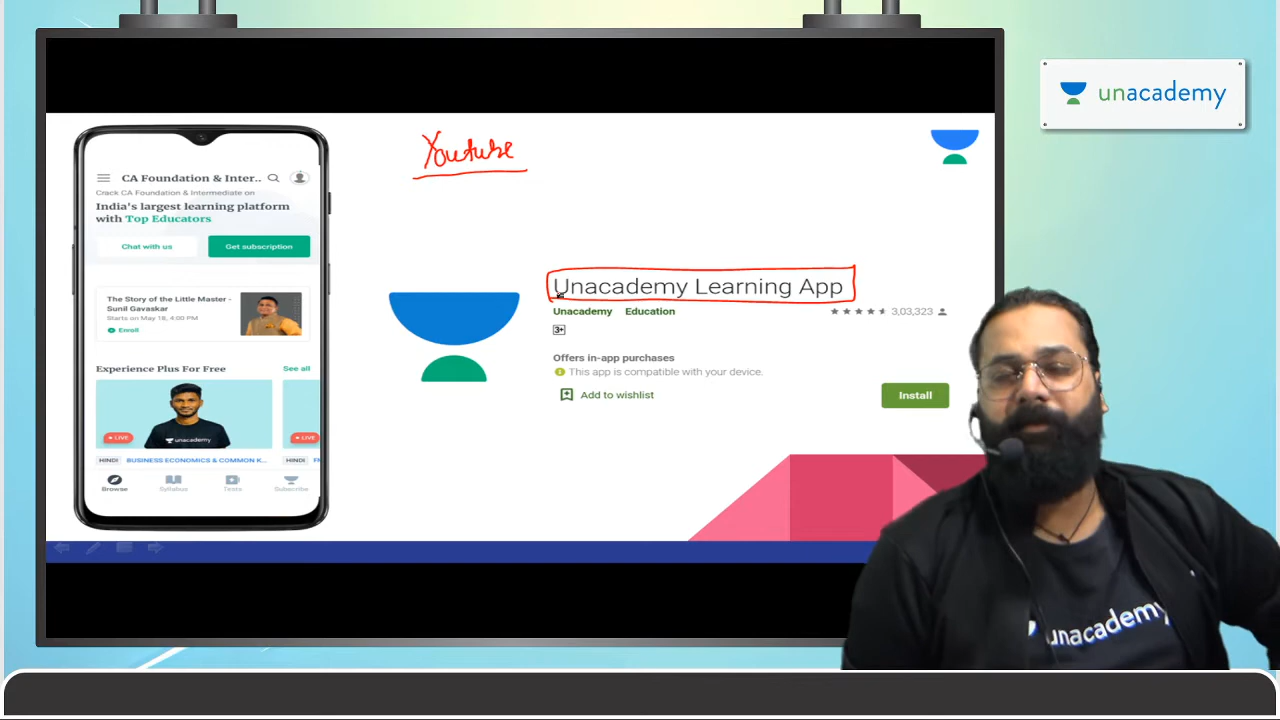 unacademy
Youtube
CA Foundation & Inter..
Crack CA Foundation & Intermediate on
India's largest learning platform
with Top Educators
Chat with us
Get subscription
The Story of the Little Master -
Sunil Gavaskar
Starts on May 18, 4:00 PM
Enroll
Experience Plus For Free
See all
LIVE
unacademy
LIVE
HINDI BUSINESS ECONOMICS & COMMON K...
HINDI
Browse
Syllabus
Tests
Subscribe
Unacademy Learning App
Unacademy Education
3,03,323
3+
Offers in-app purchases
This app is compatible with your device.
Add to wishlist
Install
unacademy